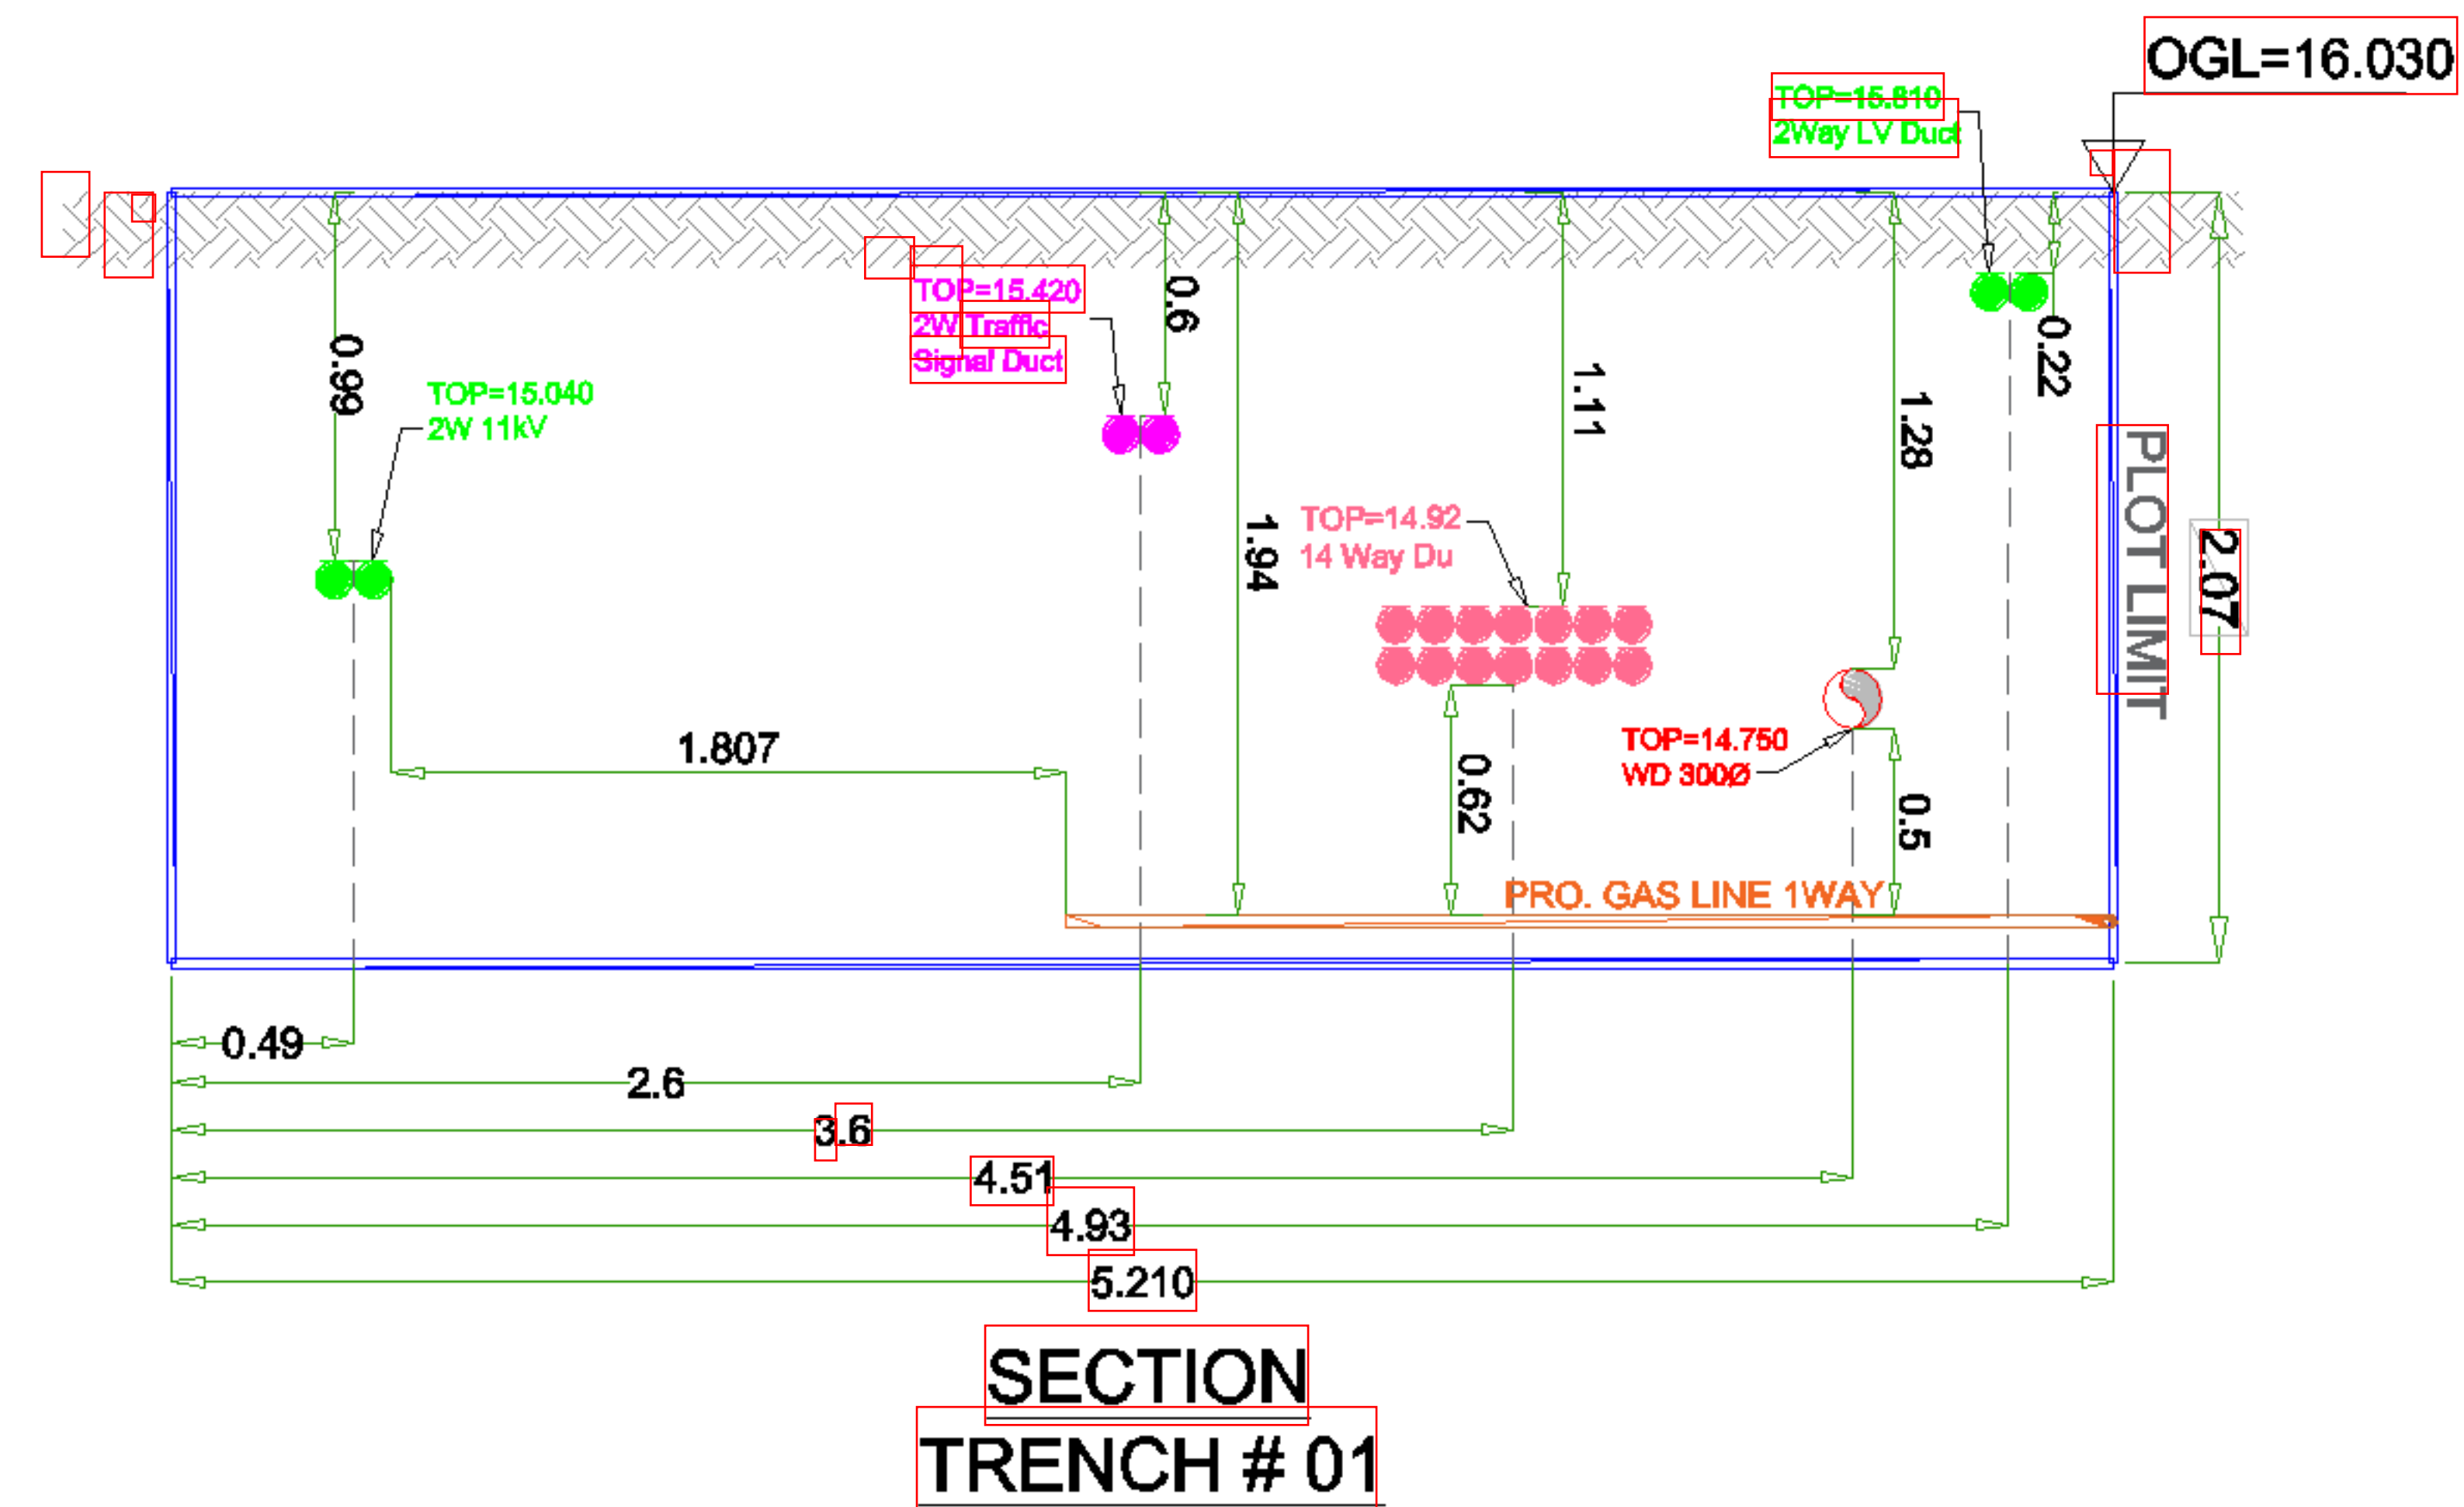 OGL=16.030
TOP=15.810
2Way LV Duct
TOP=15.420
2W Traffic
Signal Duct
0.6
0.22
0.99
TOP=15.040
2W 11kV
1.11
1.28
PLOT LIMIT
2.07
1.94
TOP=14.92
14 Way Du
1.807
TOP=14.750
WD 300Ø
0.62
0.5
PRO. GAS LINE 1WAY
0.49
2.6
3.6
4.51
4.93
5.210
SECTION
TRENCH # 01